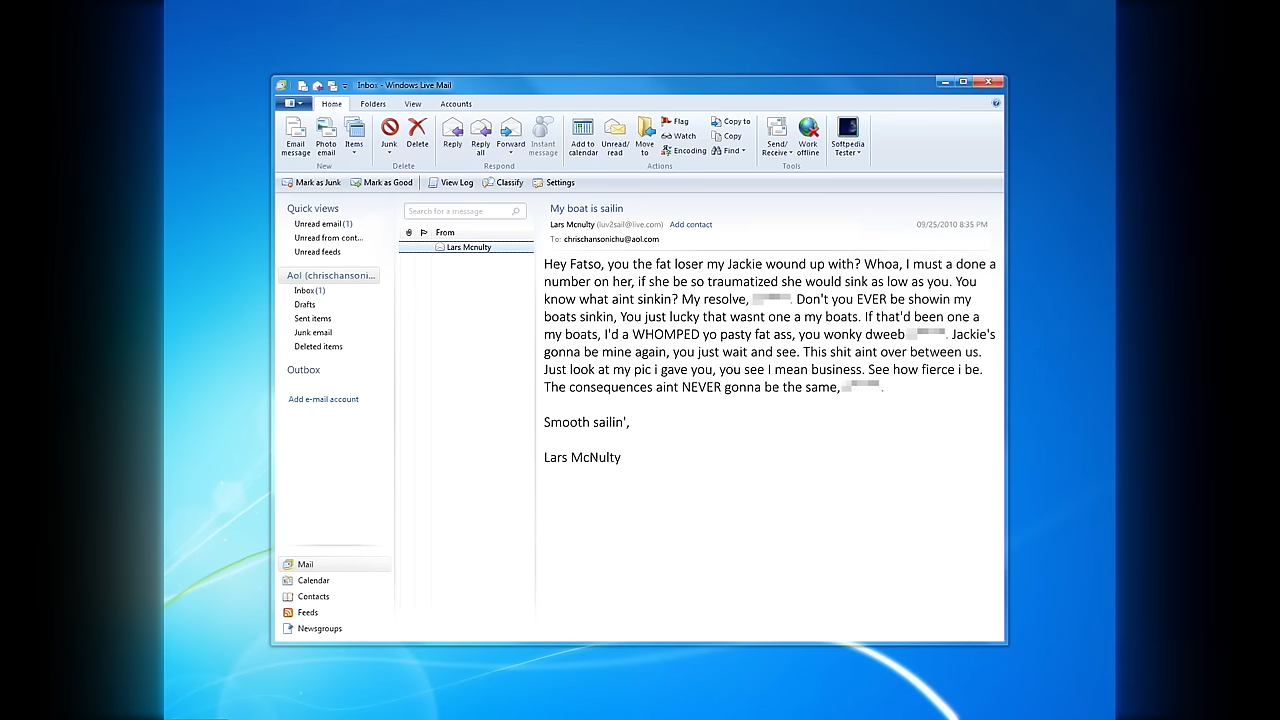 Inbox - Windows Live Mail
Home Folders View Accounts
Email message
Photo email
Items
New
Junk
Delete
Delete
Reply
Reply all
Forward
Instant message
Respond
Add to calendar
Unread/ read
Move to
Flag
Watch
Encoding
Copy to
Copy
Find
Actions
Send/ Receive
Work offline
Tools
Softpedia Tester
Mark as Junk Mark as Good View Log Classify Settings
Quick views
Unread email (1)
Unread from cont...
Unread feeds
Aol (chrischansoni...
Inbox (1)
Drafts
Sent items
Junk email
Deleted items
Outbox
Add e-mail account
Mail
Calendar
Contacts
Feeds
Newsgroups
Search for a message
From
Lars Mcnulty
My boat is sailin
Lars Mcnulty (luv2sail@live.com) Add contact 09/25/2010 8:35 PM
To: chrischansonichu@aol.com
Hey Fatso, you the fat loser my Jackie wound up with? Whoa, I must a done a
number on her, if she be so traumatized she would sink as low as you. You
know what aint sinkin? My resolve, . Don't you EVER be showin my
boats sinkin, You just lucky that wasnt one a my boats. If that'd been one a
my boats, I'd a WHOMPED yo pasty fat ass, you wonky dweeb . Jackie's
gonna be mine again, you just wait and see. This shit aint over between us.
Just look at my pic i gave you, you see I mean business. See how fierce i be.
The consequences aint NEVER gonna be the same, .
Smooth sailin',
Lars McNulty